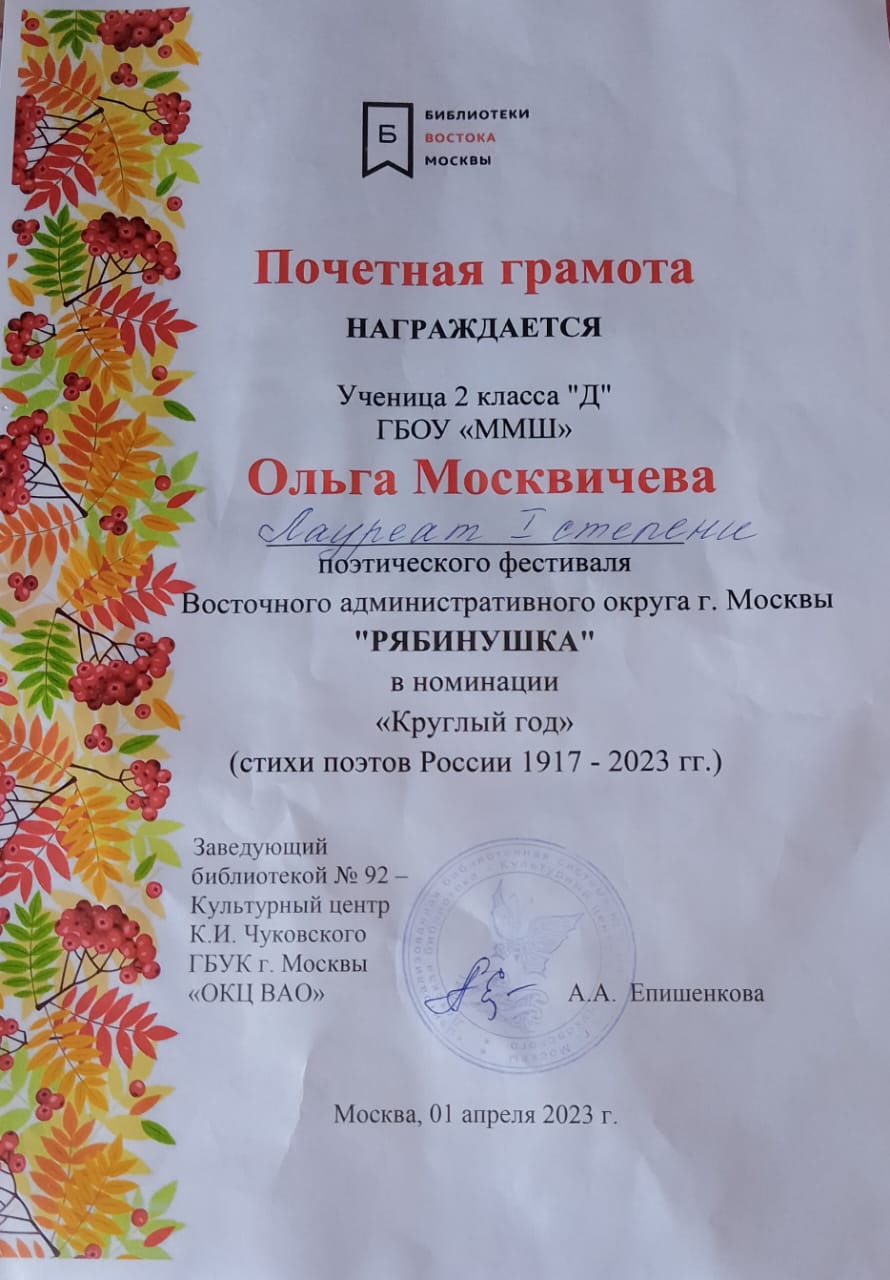 Б
БИБЛИОТЕКИ
ВОСТОКА
МОСКВЫ
Почетная грамота
НАГРАЖДАЕТСЯ
Ученица 2 класса "Д"
ГБОУ «ММШ»
Ольга Москвичева
Лауреат I степени
поэтического фестиваля
Восточного административного округа г. Москвы
"РЯБИНУШКА"
в номинации
«Круглый год»
(стихи поэтов России 1917 - 2023 гг.)
Заведующий
библиотекой № 92 –
Культурный центр
К.И. Чуковского
ГБУК г. Москвы
«ОКЦ ВАО»
А.А. Епишенкова
Москва, 01 апреля 2023 г.